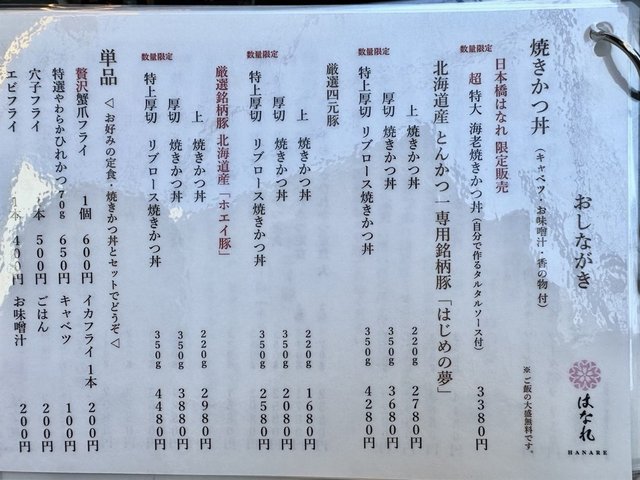 おしながき
はなれ
HANARE
焼きかつ丼 (キャベツ・お味噌汁・香の物 付)
※ご飯の大盛無料です。
日本橋はなれ 限定販売
数量限定 超 特大 海老焼きかつ丼 (自分で作るタルタルソース付) 3380円
北海道産 とんかつ一専用銘柄豚「はじめの夢」
上 焼きかつ丼 220g 2780円
厚切 焼きかつ丼 350g 3680円
数量限定 特上厚切 リブロース焼きかつ丼 350g 4280円
厳選四元豚
上 焼きかつ丼 220g 1680円
厚切 焼きかつ丼 350g 2080円
数量限定 特上厚切 リブロース焼きかつ丼 350g 2580円
厳選銘柄豚 北海道産「ホエイ豚」
上 焼きかつ丼 220g 2980円
厚切 焼きかつ丼 350g 3880円
数量限定 特上厚切 リブロース焼きかつ丼 350g 4480円
単品 ◁ お好みの定食・焼きかつ丼とセットでどうぞ ◁
贅沢蟹爪フライ 1個 600円 イカフライ 1本 200円
特選やわらかひれかつ 70g 650円 キャベツ 100円
穴子フライ 1本 500円 ごはん 200円
エビフライ 1本 400円 お味噌汁 200円